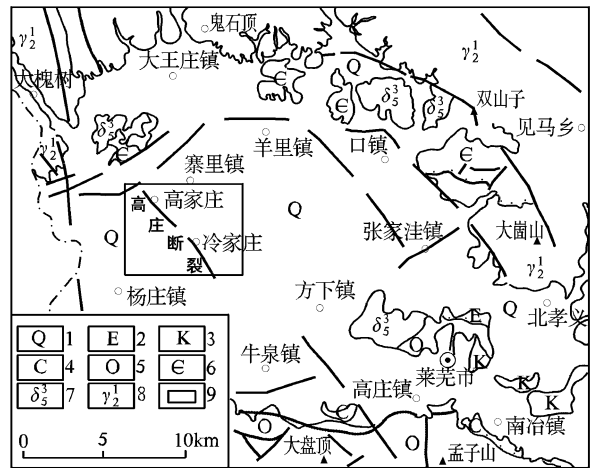 鬼石顶
γ₂¹
γ₂¹
大王庄镇
Q
大槐树
Є
δ₅³
δ₅³
双山子
Є
δ₅³
见马乡
γ₂¹
Є
羊里镇
口镇
Є
寨里镇
高家庄
高庄断裂
Q
Q
冷家庄
张家洼镇
大崮山
γ₂¹
杨庄镇
方下镇
Q
北孝义
E
δ₅³
O
K
莱芜市
牛泉镇
K
K
高庄镇
C
C
南冶镇
O
O
大盘顶
孟子山
Q 1 E 2 K 3
C 4 O 5 Є 6
δ₅³ 7 γ₂¹ 8 9
0 5 10km